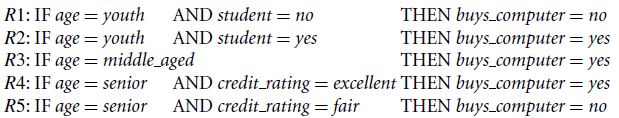 R1: IF age = youth AND student = no THEN buys_computer = no
R2: IF age = youth AND student = yes THEN buys_computer = yes
R3: IF age = middle_aged THEN buys_computer = yes
R4: IF age = senior AND credit_rating = excellent THEN buys_computer = yes
R5: IF age = senior AND credit_rating = fair THEN buys_computer = no